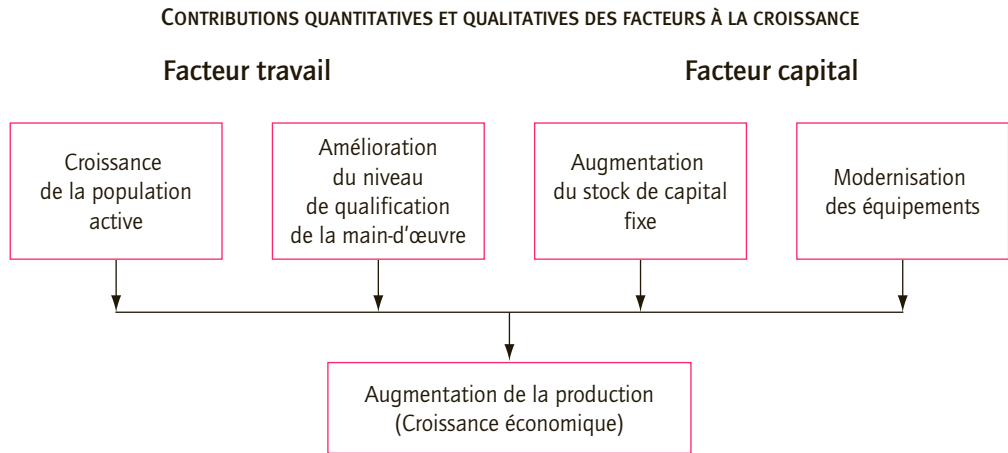 CONTRIBUTIONS QUANTITATIVES ET QUALITATIVES DES FACTEURS À LA CROISSANCE
Facteur travail
Facteur capital
Croissance
de la population
active
Amélioration
du niveau
de qualification
de la main-d'œuvre
Augmentation
du stock de capital
fixe
Modernisation
des équipements
Augmentation de la production
(Croissance économique)